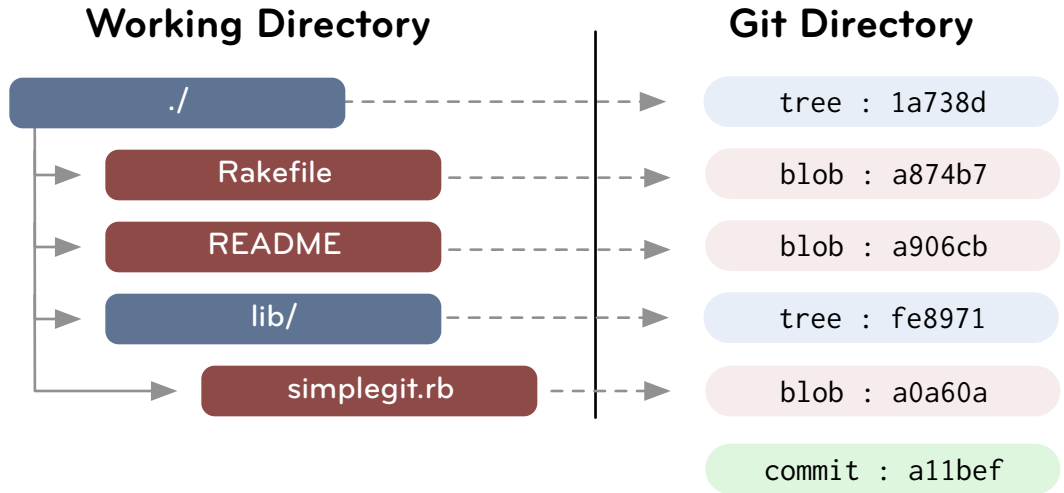 Working Directory
Git Directory
./
tree : 1a738d
Rakefile
blob : a874b7
README
blob : a906cb
lib/
tree : fe8971
simplegit.rb
blob : a0a60a
commit : a11bef